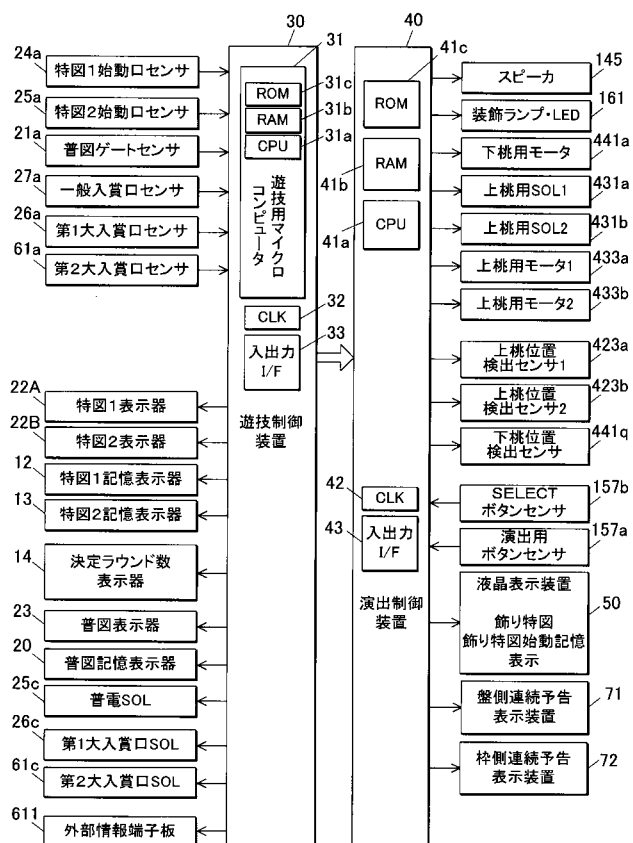 30
31
24a
特図1始動口センサ
25a
特図2始動口センサ
21a
普図ゲートセンサ
27a
一般入賞口センサ
26a
第1大入賞口センサ
61a
第2大入賞口センサ
ROM
31c
RAM
31b
CPU
31a
遊技用マイクロ
コンピュータ
32
CLK
33
入出力
I/F
遊技制御
装置
22A
特図1表示器
22B
特図2表示器
12
特図1記憶表示器
13
特図2記憶表示器
14
決定ラウンド数
表示器
23
普図表示器
20
普図記憶表示器
25c
普電SOL
26c
第1大入賞口SOL
61c
第2大入賞口SOL
611
外部情報端子板
40
41c
ROM
RAM
41b
CPU
41a
42
CLK
43
入出力
I/F
演出制御
装置
145
スピーカ
161
装飾ランプ・LED
441a
下桃用モータ
431a
上桃用SOL1
431b
上桃用SOL2
433a
上桃用モータ1
433b
上桃用モータ2
423a
上桃位置
検出センサ1
423b
上桃位置
検出センサ2
441q
下桃位置
検出センサ
157b
SELECT
ボタンセンサ
157a
演出用
ボタンセンサ
液晶表示装置
50
飾り特図
飾り特図始動記憶
表示
71
盤側連続予告
表示装置
72
枠側連続予告
表示装置